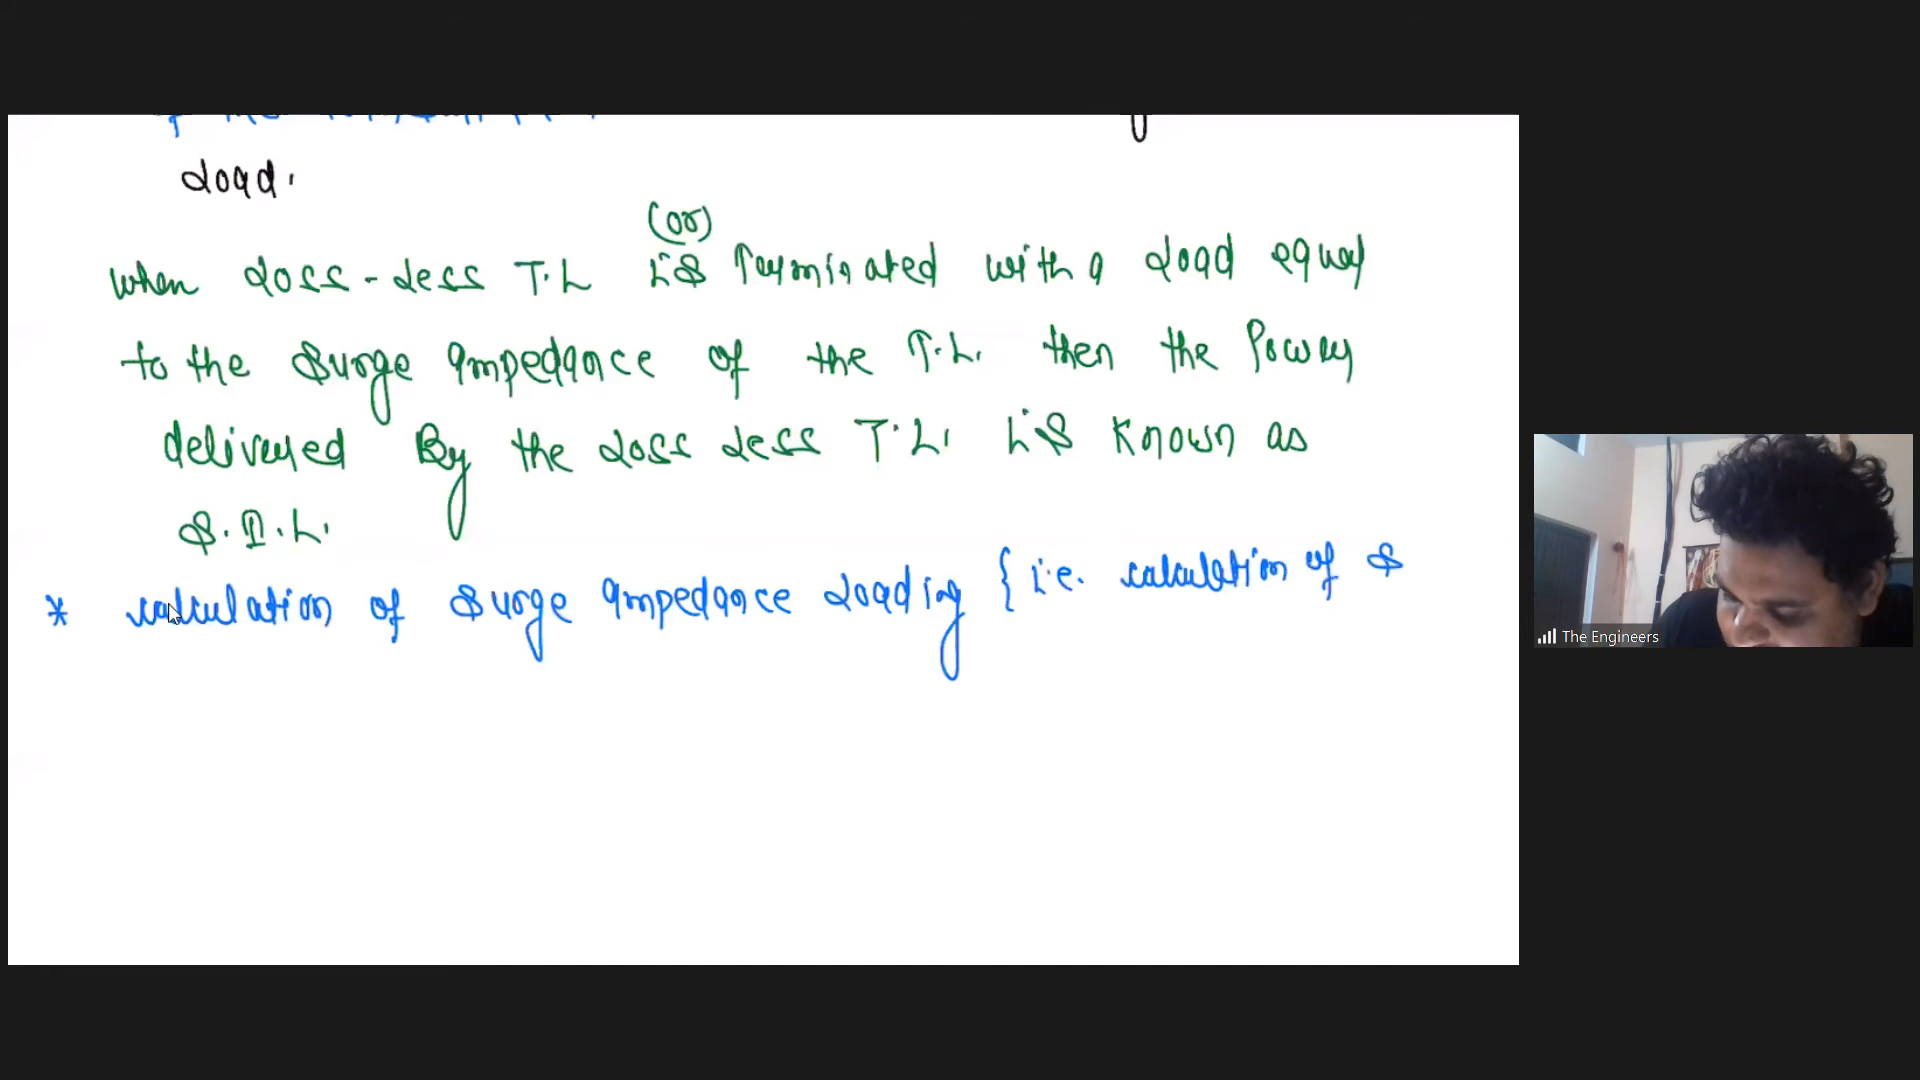 Load.
(or)
when Loss-Less T.L is Terminated with a Load equal
to the Surge impedance of the T.L. then the Power
delivered By the Loss Less T.L. is Known as
S.I.L.
* calculation of Surge impedance Loading { i.e. calculation of S
The Engineers